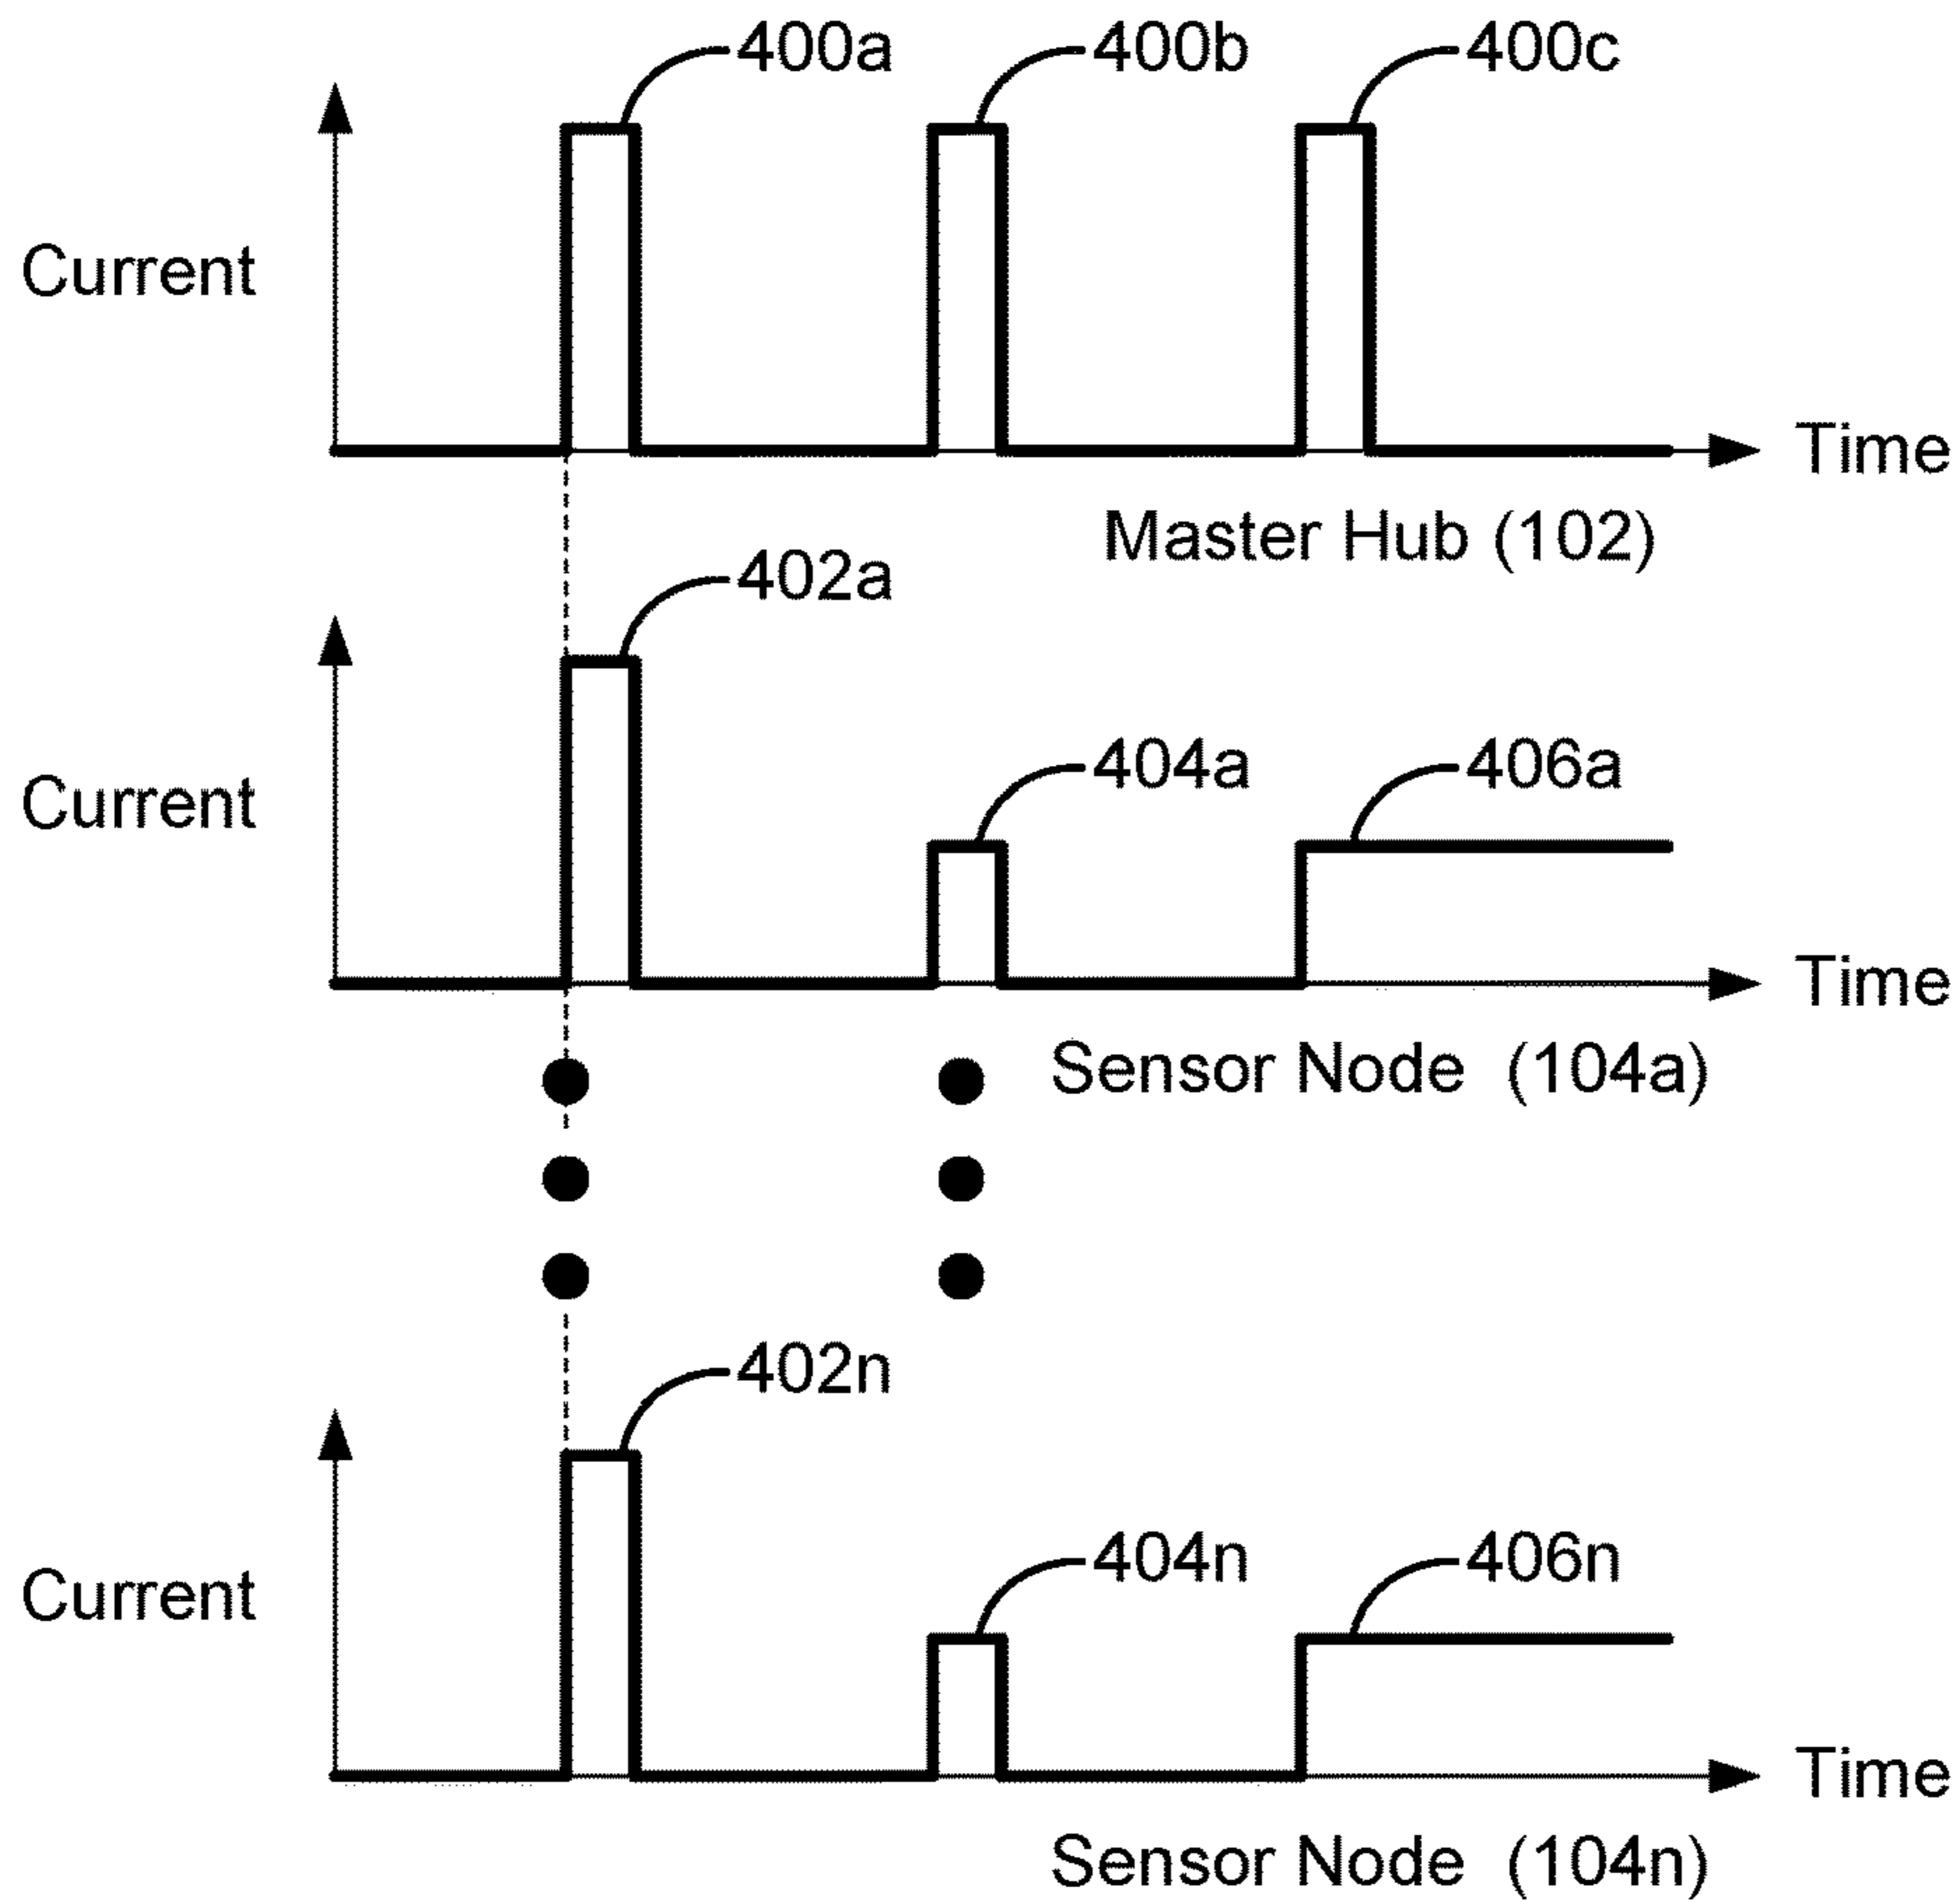 400a 400b 400c
Current
Time
Master Hub (102)
402a
404a 406a
Current
Time
Sensor Node (104a)
402n
404n 406n
Current
Time
Sensor Node (104n)